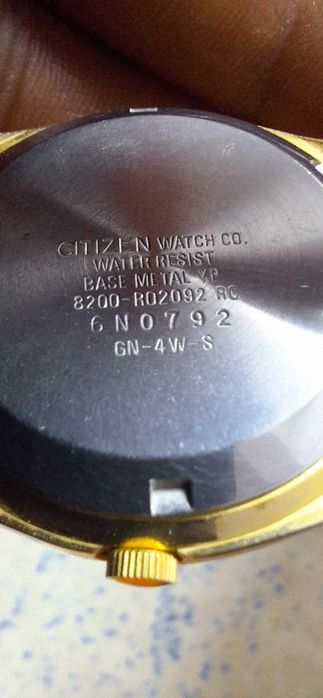 CITIZEN WATCH CO.
WATER RESIST
BASE METAL YP
8200-R02092 RC
6N0792
GN-4W-S